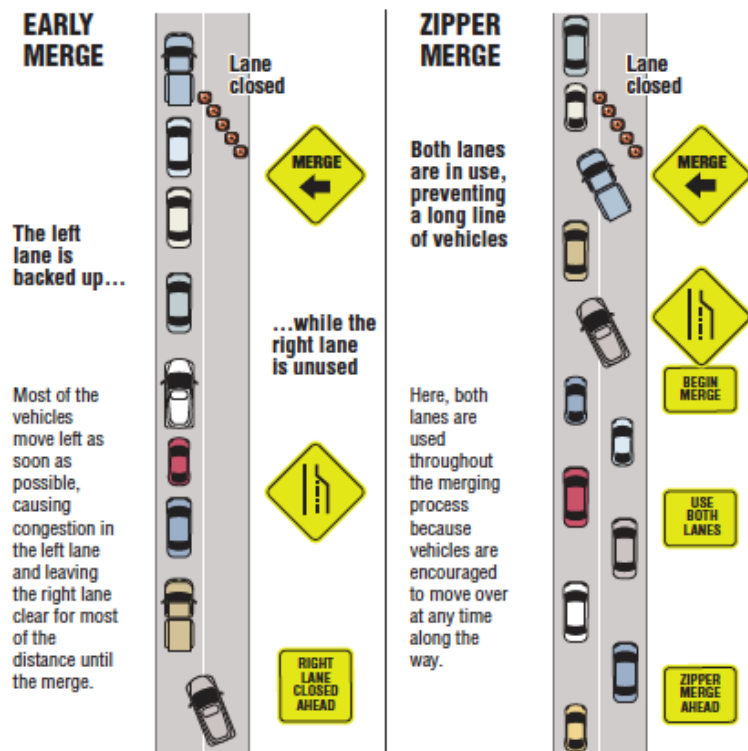 EARLY
MERGE
Lane
closed
MERGE
The left
lane is
backed up…
…while the
right lane
is unused
Most of the
vehicles
move left as
soon as
possible,
causing
congestion in
the left lane
and leaving
the right lane
clear for most
of the
distance until
the merge.
RIGHT
LANE
CLOSED
AHEAD
ZIPPER
MERGE
Lane
closed
Both lanes
are in use,
preventing
a long line
of vehicles
MERGE
BEGIN
MERGE
Here, both
lanes are
used
throughout
the merging
process
because
vehicles are
encouraged
to move over
at any time
along the
way.
USE
BOTH
LANES
ZIPPER
MERGE
AHEAD